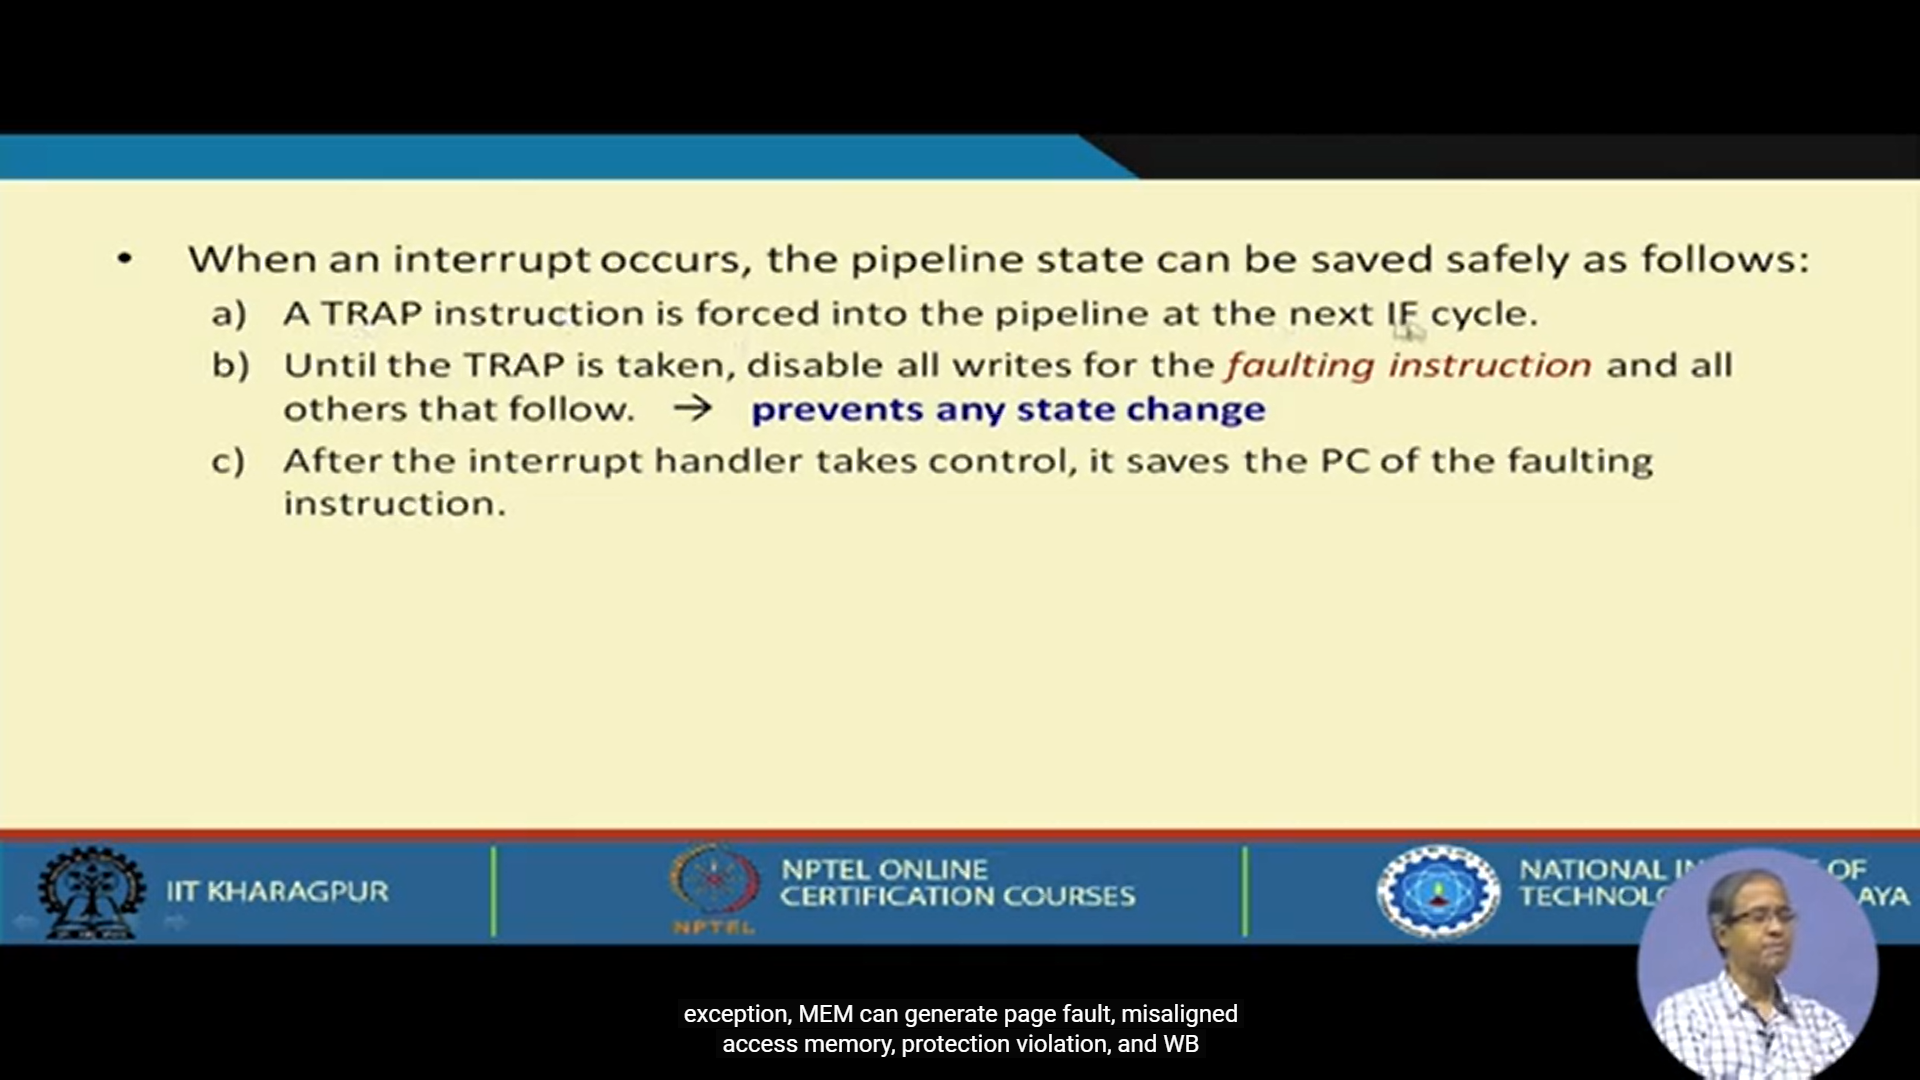 • When an interrupt occurs, the pipeline state can be saved safely as follows:
a) A TRAP instruction is forced into the pipeline at the next IF cycle.
b) Until the TRAP is taken, disable all writes for the faulting instruction and all
others that follow. → prevents any state change
c) After the interrupt handler takes control, it saves the PC of the faulting
instruction.
IIT KHARAGPUR
NPTEL
NPTEL ONLINE
CERTIFICATION COURSES
NATIONAL OF
exception, MEM can generate page fault, misaligned
access memory, protection violation, and WB